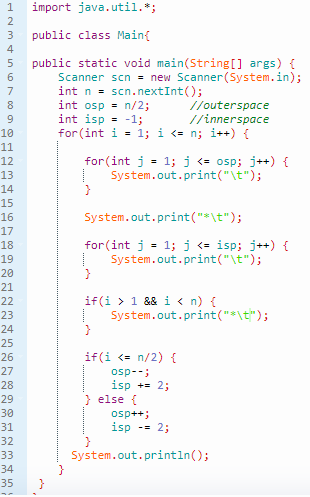 1 import java.util.*;
2
3 public class Main{
4
5 public static void main(String[] args) {
6     Scanner scn = new Scanner(System.in);
7     int n = scn.nextInt();
8     int osp = n/2;      //outerspace
9     int isp = -1;       //innerspace
10     for(int i = 1; i <= n; i++) {
11
12         for(int j = 1; j <= osp; j++) {
13             System.out.print("\t");
14         }
15
16         System.out.print("*\t");
17
18         for(int j = 1; j <= isp; j++) {
19             System.out.print("\t");
20         }
21
22         if(i > 1 && i < n) {
23             System.out.print("*\t");
24         }
25
26         if(i <= n/2) {
27             osp--;
28             isp += 2;
29         } else {
30             osp++;
31             isp -= 2;
32         }
33       System.out.println();
34     }
35  }